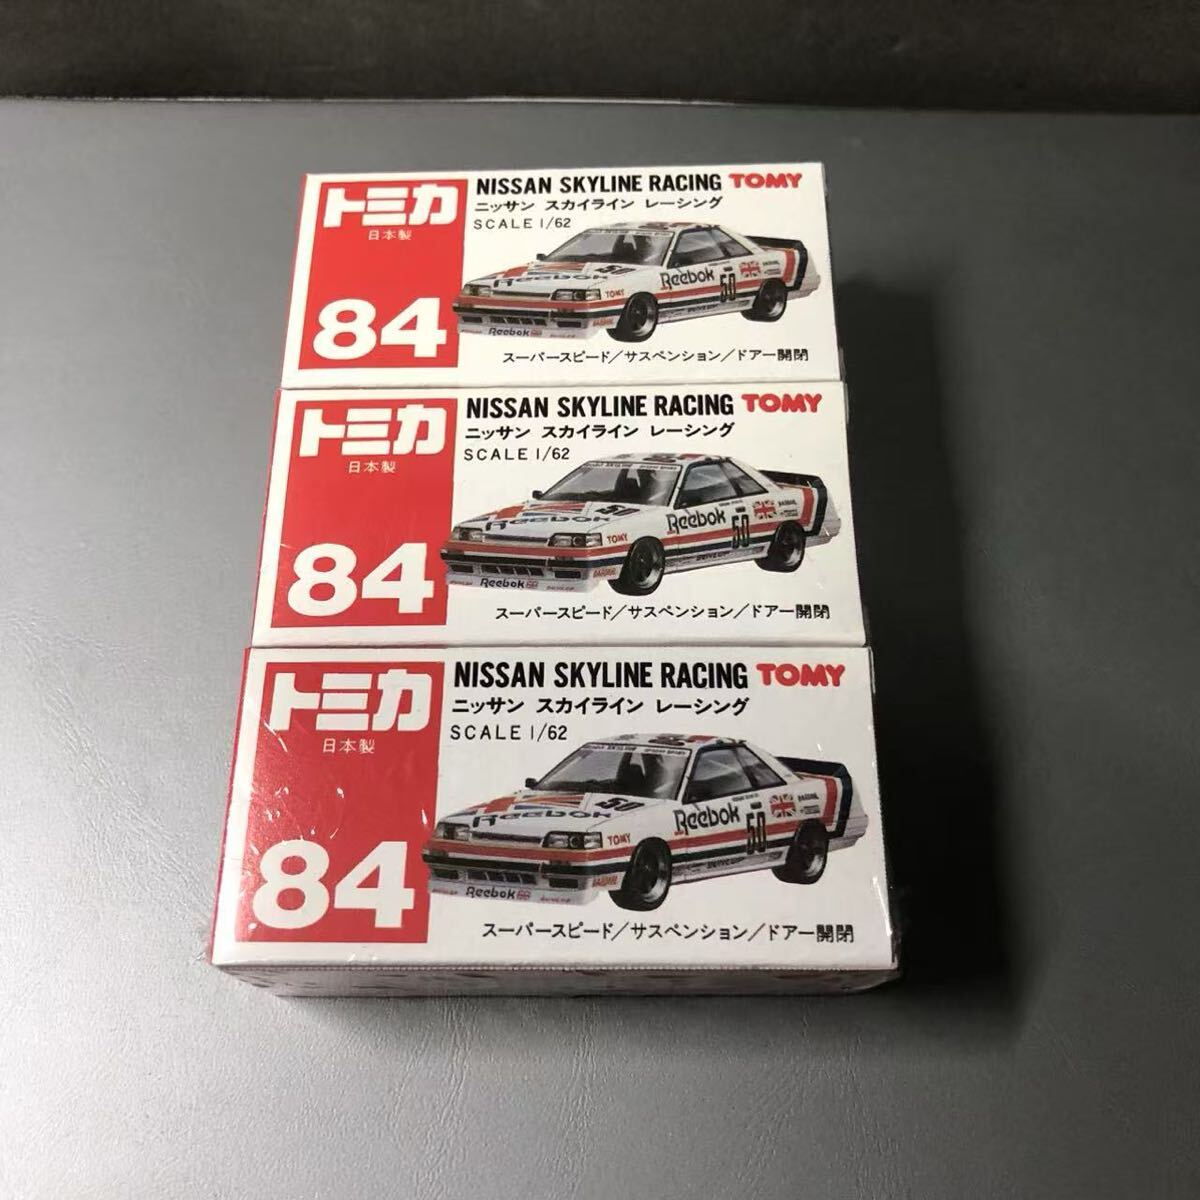 トミカ
日本製
84
NISSAN SKYLINE RACING TOMY
ニッサン スカイライン レーシング
SCALE 1/62
50
Reebok
50
TOMY
Reebok
スーパースピード/サスペンション/ドアー開閉
トミカ
日本製
84
NISSAN SKYLINE RACING TOMY
ニッサン スカイライン レーシング
SCALE 1/62
Reebok
50
Reebok
50
TOMY
Reebok
スーパースピード/サスペンション/ドアー開閉
トミカ
日本製
84
NISSAN SKYLINE RACING TOMY
ニッサン スカイライン レーシング
SCALE 1/62
Reebok
50
Reebok
50
TOMY
Reebok
スーパースピード/サスペンション/ドアー開閉